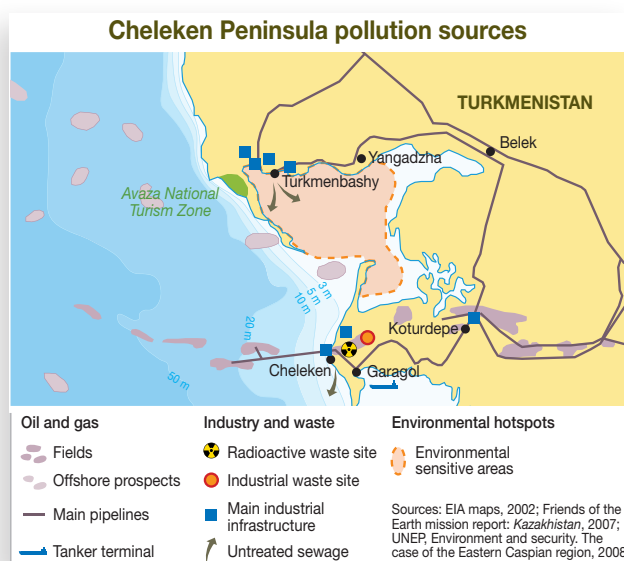 Cheleken Peninsula pollution sources
TURKMENISTAN
Belek
Yangadzha
Turkmenbashy
Avaza National
Turism Zone
3 m
5 m
10 m
20 m
50 m
Koturdepe
Cheleken
Garagol
Oil and gas
Fields
Offshore prospects
Main pipelines
Tanker terminal
Industry and waste
Radioactive waste site
Industrial waste site
Main industrial
infrastructure
Untreated sewage
Environmental hotspots
Environmental
sensitive areas
Sources: EIA maps, 2002; Friends of the
Earth mission report: Kazakhistan, 2007;
UNEP, Environment and security. The
case of the Eastern Caspian region, 2008